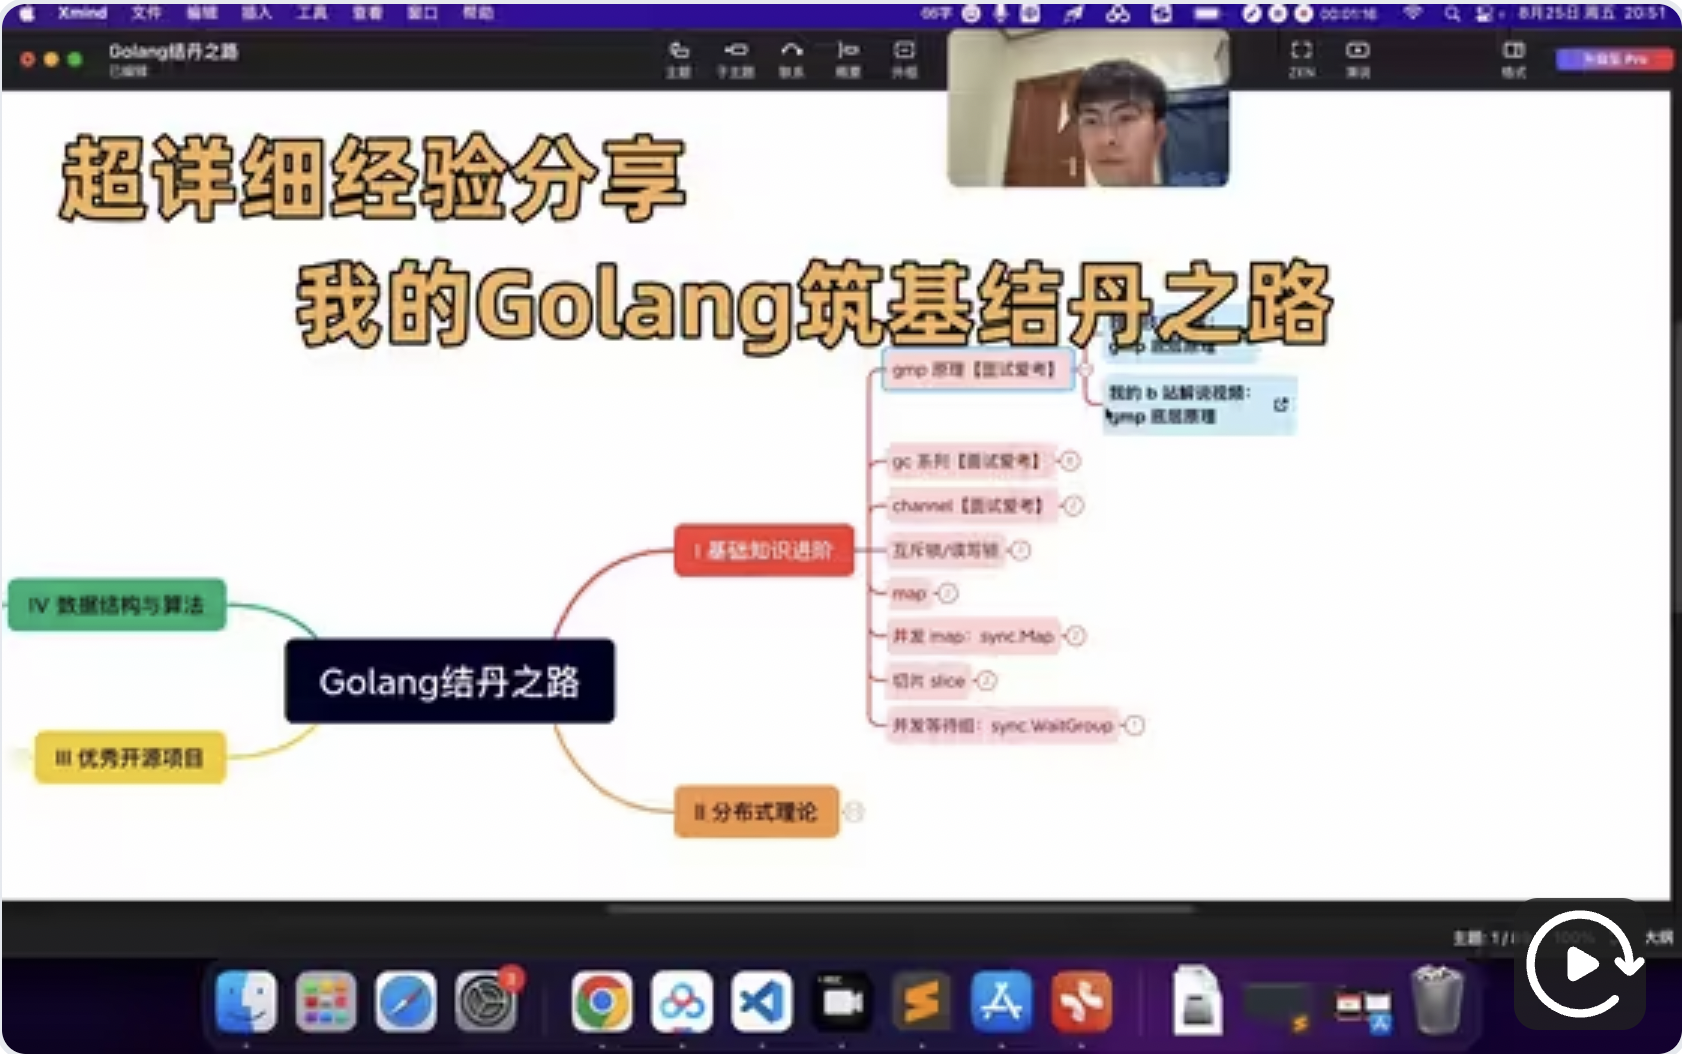 Xmind 文件 编辑 插入 工具 查看 窗口 帮助
00:01:16 8月25日 周五 20:51
Golang结丹之路
已编辑
主题 子主题 联系 概要 外框 ZEN 演说 格式
超详细经验分享
我的Golang筑基结丹之路
gmp 底层原理
gmp 原理【面试爱考】
我的 b 站解说视频：
gmp 底层原理
gc 系列【面试爱考】
channel【面试爱考】
互斥锁/读写锁
I 基础知识进阶
map
IV 数据结构与算法
并发 map：sync.Map
Golang结丹之路
切片 slice
并发等待组：sync.WaitGroup
III 优秀开源项目
II 分布式理论
大纲
3